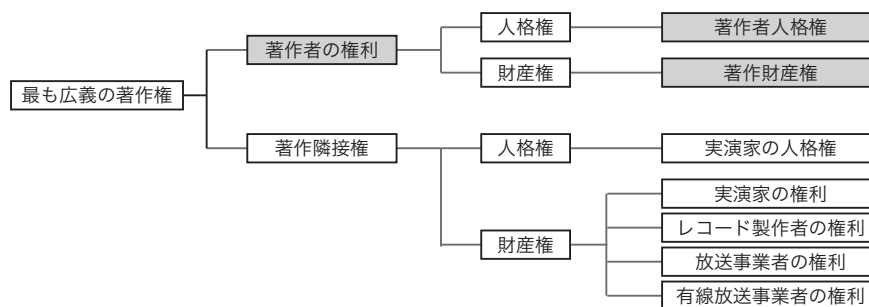 最も広義の著作権
著作者の権利
人格権
著作者人格権
財産権
著作財産権
著作隣接権
人格権
実演家の人格権
財産権
実演家の権利
レコード製作者の権利
放送事業者の権利
有線放送事業者の権利